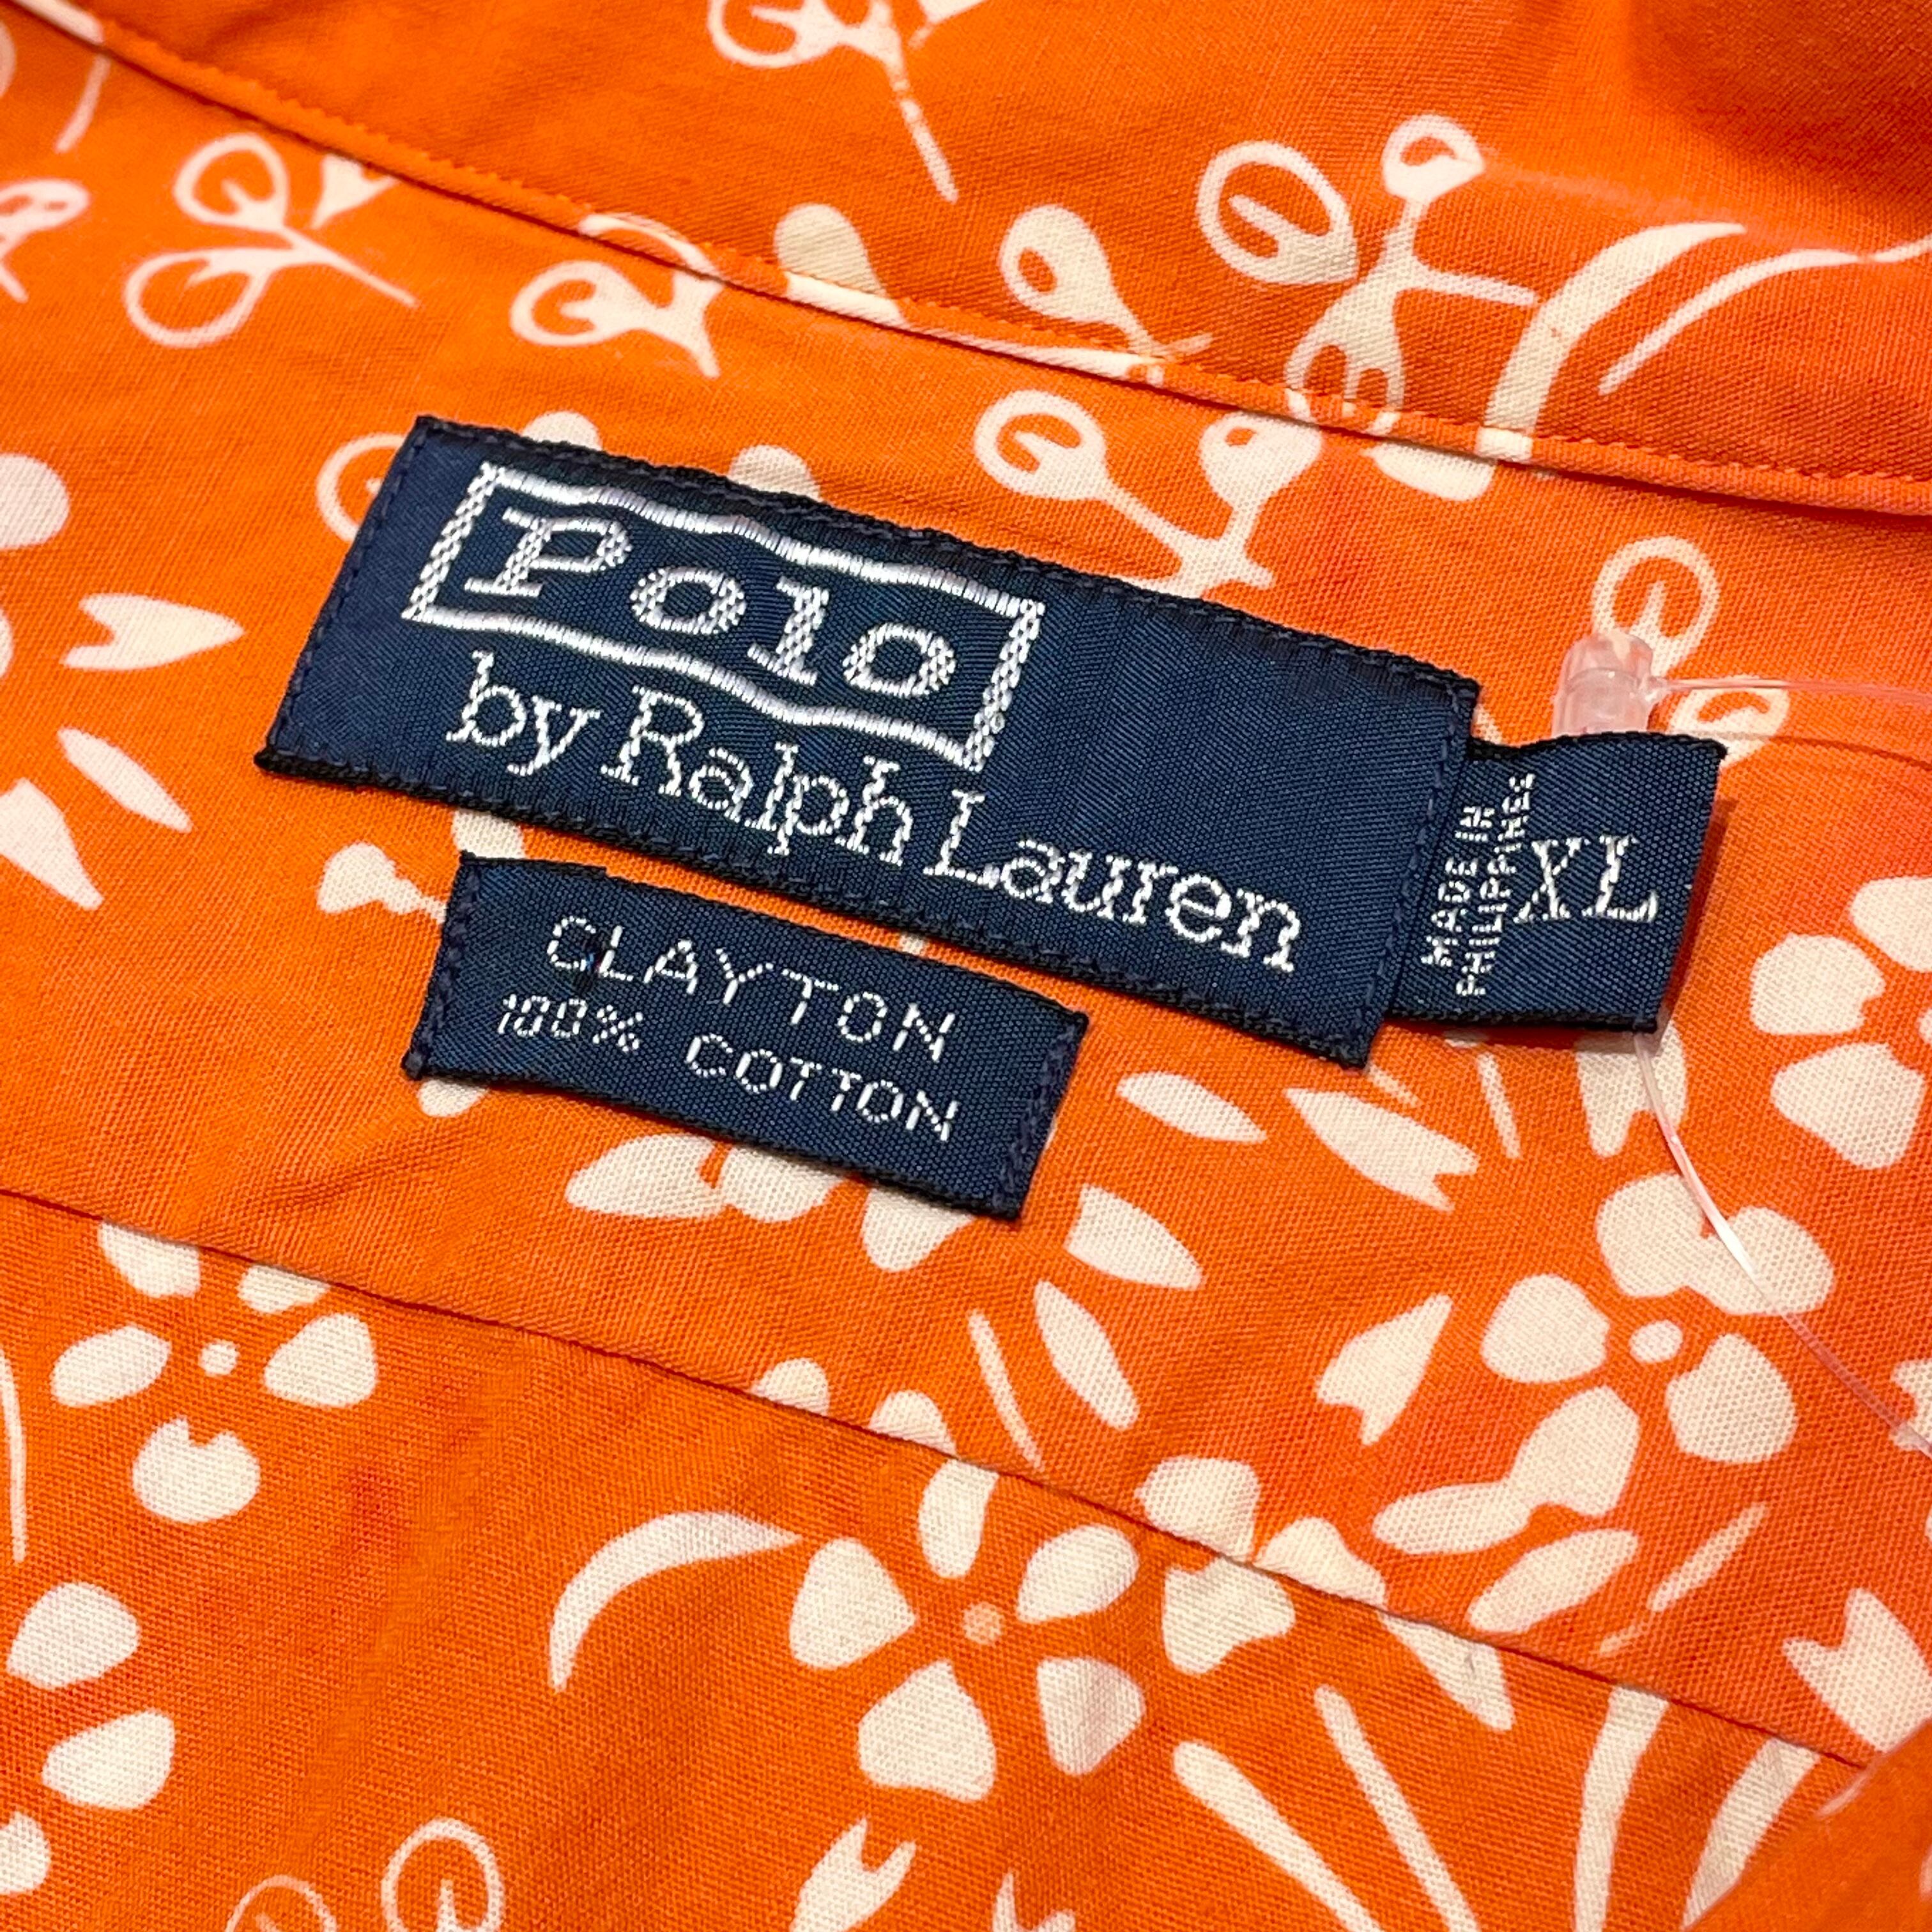 Polo
by Ralph Lauren
MADE IN
PHILIPPINES
XL
CLAYTON
100% COTTON